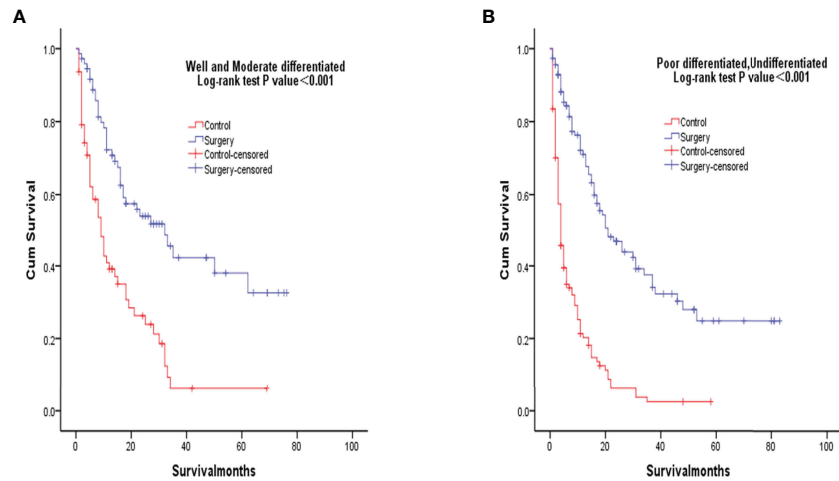 A
Well and Moderate differentiated
Log-rank test P value<0.001
Control
Surgery
Control-censored
Surgery-censored
Cum Survival
1.0
0.8
0.6
0.4
0.2
0.0
0 20 40 60 80 100
Survivalmonths
B
Poor differentiated,Undifferentiated
Log-rank test P value<0.001
Control
Surgery
Control-censored
Surgery-censored
Cum Survival
1.0
0.8
0.6
0.4
0.2
0.0
0 20 40 60 80 100
Survivalmonths